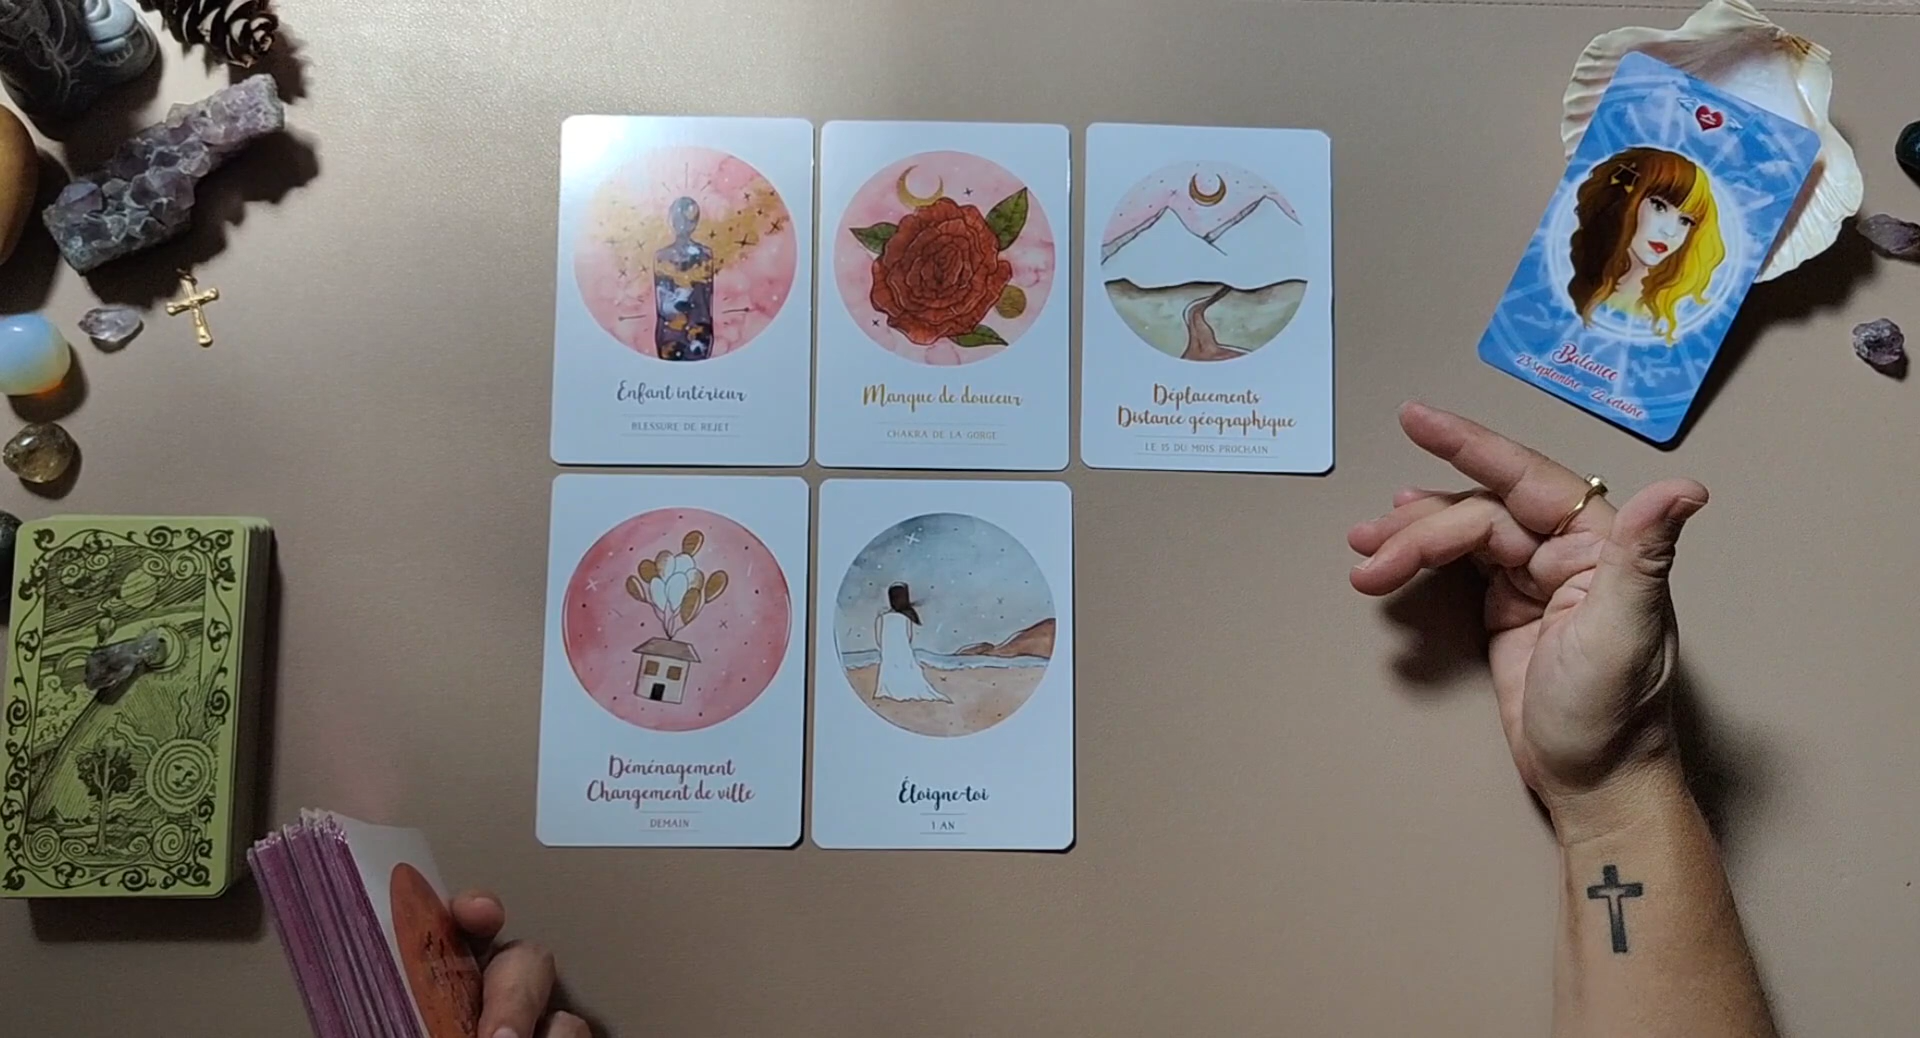 Enfant intérieur
BLESSURE DE REJET
Manque de douceur
CHAKRA DE LA GORGE
Déplacements
Distance géographique
LE 15 DU MOIS PROCHAIN
Balance
23 septembre - 22 octobre
Déménagement
Changement de ville
DEMAIN
Éloigne-toi
1 AN